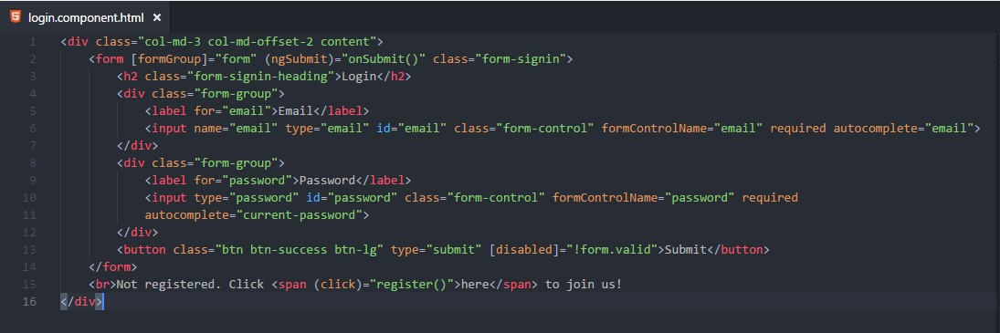 login.component.html ×
1 <div class="col-md-3 col-md-offset-2 content">
2 <form [formGroup]="form" (ngSubmit)="onSubmit()" class="form-signin">
3 <h2 class="form-signin-heading">Login</h2>
4 <div class="form-group">
5 <label for="email">Email</label>
6 <input name="email" type="email" id="email" class="form-control" formControlName="email" required autocomplete="email">
7 </div>
8 <div class="form-group">
9 <label for="password">Password</label>
10 <input type="password" id="password" class="form-control" formControlName="password" required
11 autocomplete="current-password">
12 </div>
13 <button class="btn btn-success btn-lg" type="submit" [disabled]="!form.valid">Submit</button>
14 </form>
15 <br>Not registered. Click <span (click)="register()">here</span> to join us!
16 </div>